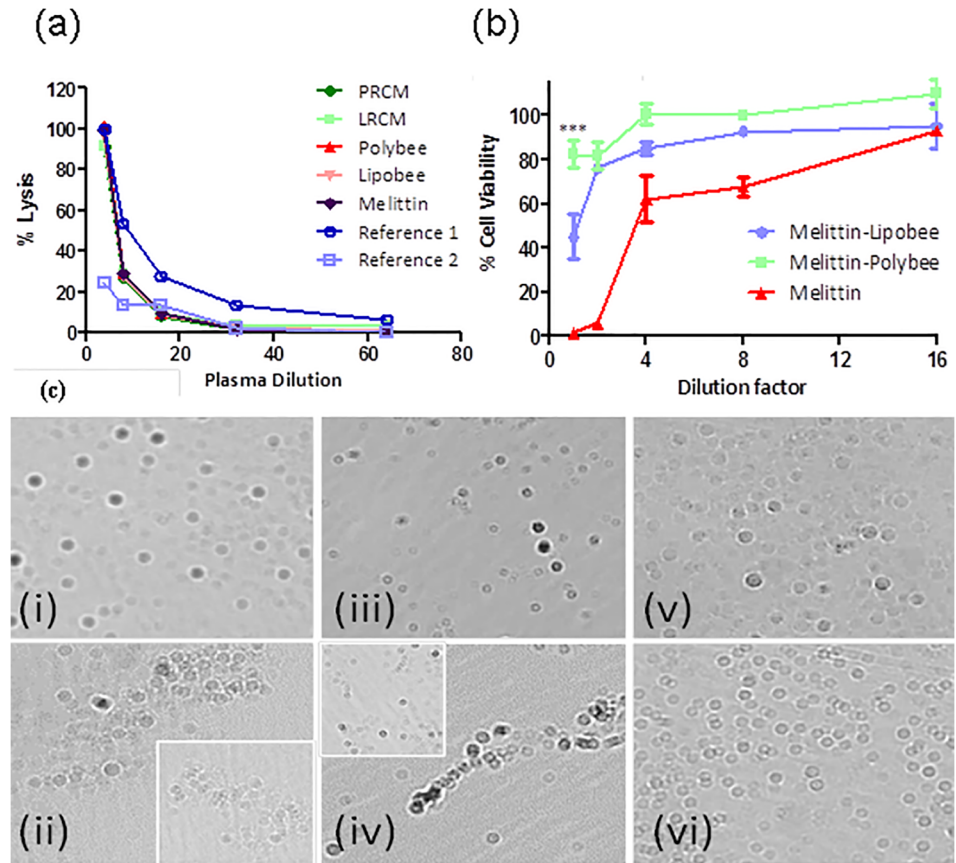 (a)
% Lysis
120
100
80
60
40
20
0
0 20 40 60 80
Plasma Dilution
PRCM
LRCM
Polybee
Lipobee
Melittin
Reference 1
Reference 2
(b)
% Cell Viability
100
80
60
40
20
0
***
0 4 8 12 16
Dilution factor
Melittin-Lipobee
Melittin-Polybee
Melittin
(c)
(i)
(iii)
(v)
(ii)
(iv)
(vi)